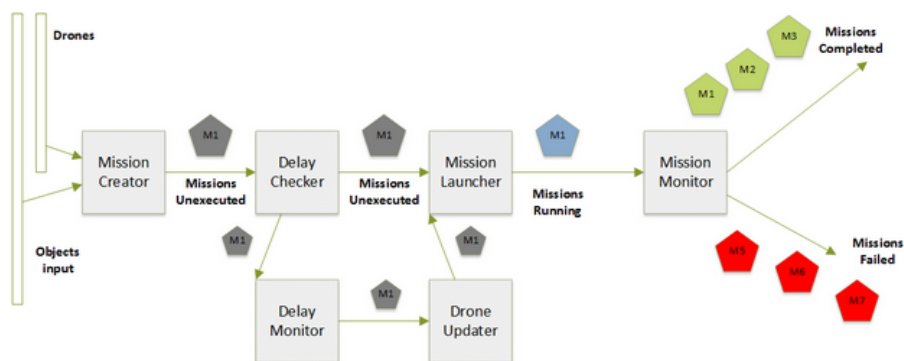 Drones
M3
Missions
Completed
M2
M1
M1
M1
M1
Mission
Creator
Delay
Checker
Mission
Launcher
Mission
Monitor
Missions
Unexecuted
Missions
Unexecuted
Missions
Running
Objects
input
M1
M1
M5
M6
M7
Missions
Failed
M1
Delay
Monitor
Drone
Updater